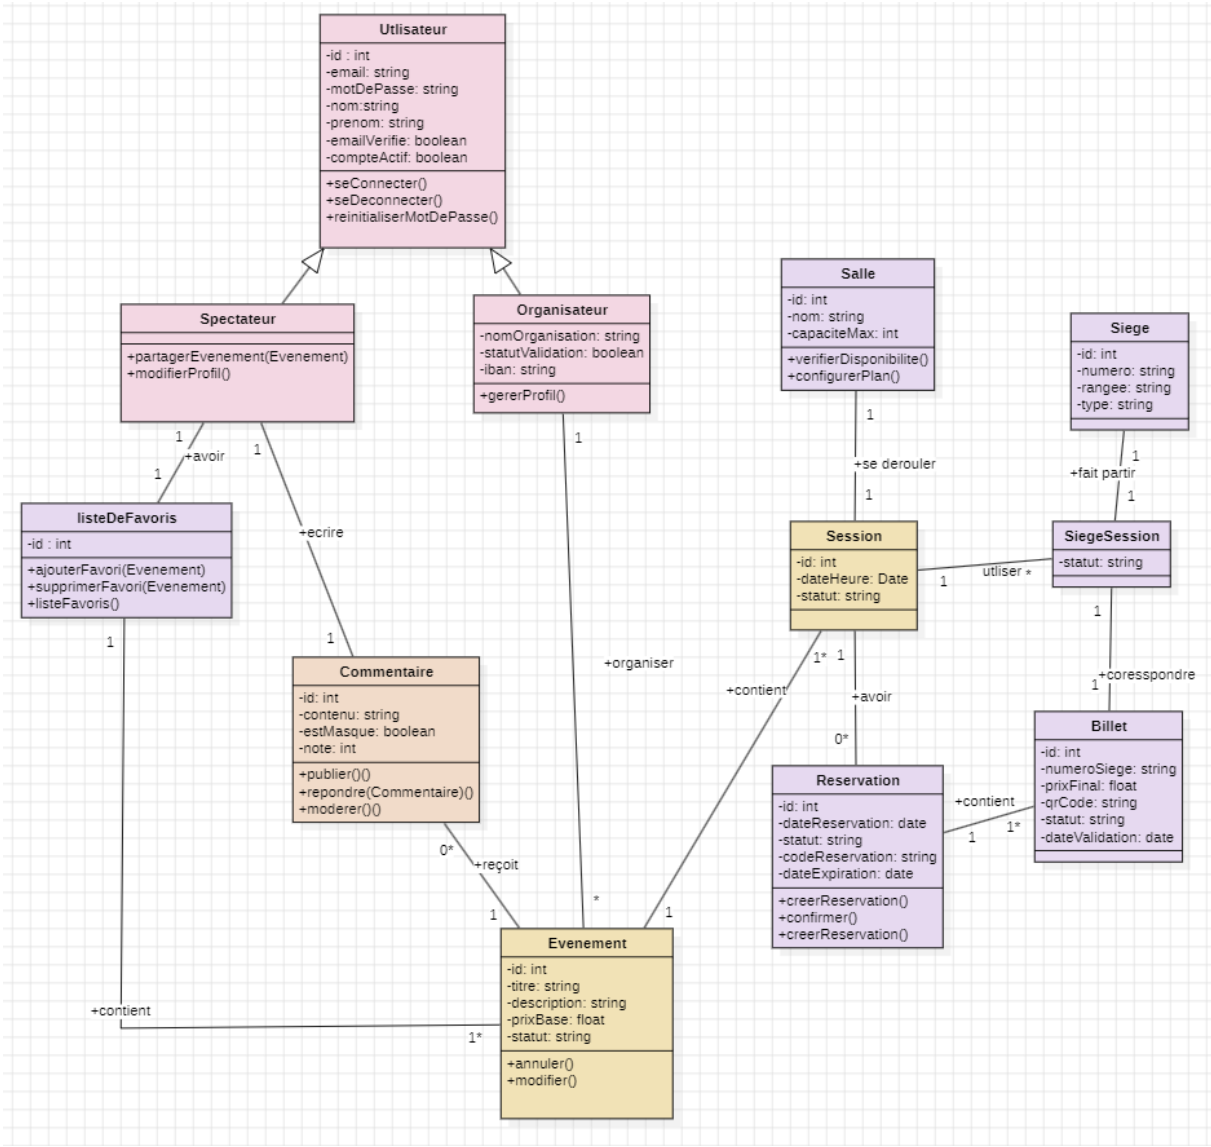 Utlisateur
-id : int
-email: string
-motDePasse: string
-nom:string
-prenom: string
-emailVerifie: boolean
-compteActif: boolean
+seConnecter()
+seDeconnecter()
+reinitialiserMotDePasse()
Spectateur
+partagerEvenement(Evenement)
+modifierProfil()
Organisateur
-nomOrganisation: string
-statutValidation: boolean
-iban: string
+gererProfil()
Salle
-id: int
-nom: string
-capaciteMax: int
+verifierDisponibilite()
+configurerPlan()
Siege
-id: int
-numero: string
-rangee: string
-type: string
1
+avoir
1
1
+ecrire
1
1
+organiser
*
1
+se derouler
1
1
+fait partir
1
listeDeFavoris
-id : int
+ajouterFavori(Evenement)
+supprimerFavori(Evenement)
+listeFavoris()
Session
-id: int
-dateHeure: Date
-statut: string
1
utliser *
SiegeSession
-statut: string
1
+coresspondre
1
1
+contient
1*
Commentaire
-id: int
-contenu: string
-estMasque: boolean
-note: int
+publier()()
+repondre(Commentaire)()
+moderer()()
0*
+reçoit
1
1*
+contient
1
1
+avoir
0*
Reservation
-id: int
-dateReservation: date
-statut: string
-codeReservation: string
-dateExpiration: date
+creerReservation()
+confirmer()
+creerReservation()
+contient
1
1*
Billet
-id: int
-numeroSiege: string
-prixFinal: float
-qrCode: string
-statut: string
-dateValidation: date
Evenement
-id: int
-titre: string
-description: string
-prixBase: float
-statut: string
+annuler()
+modifier()